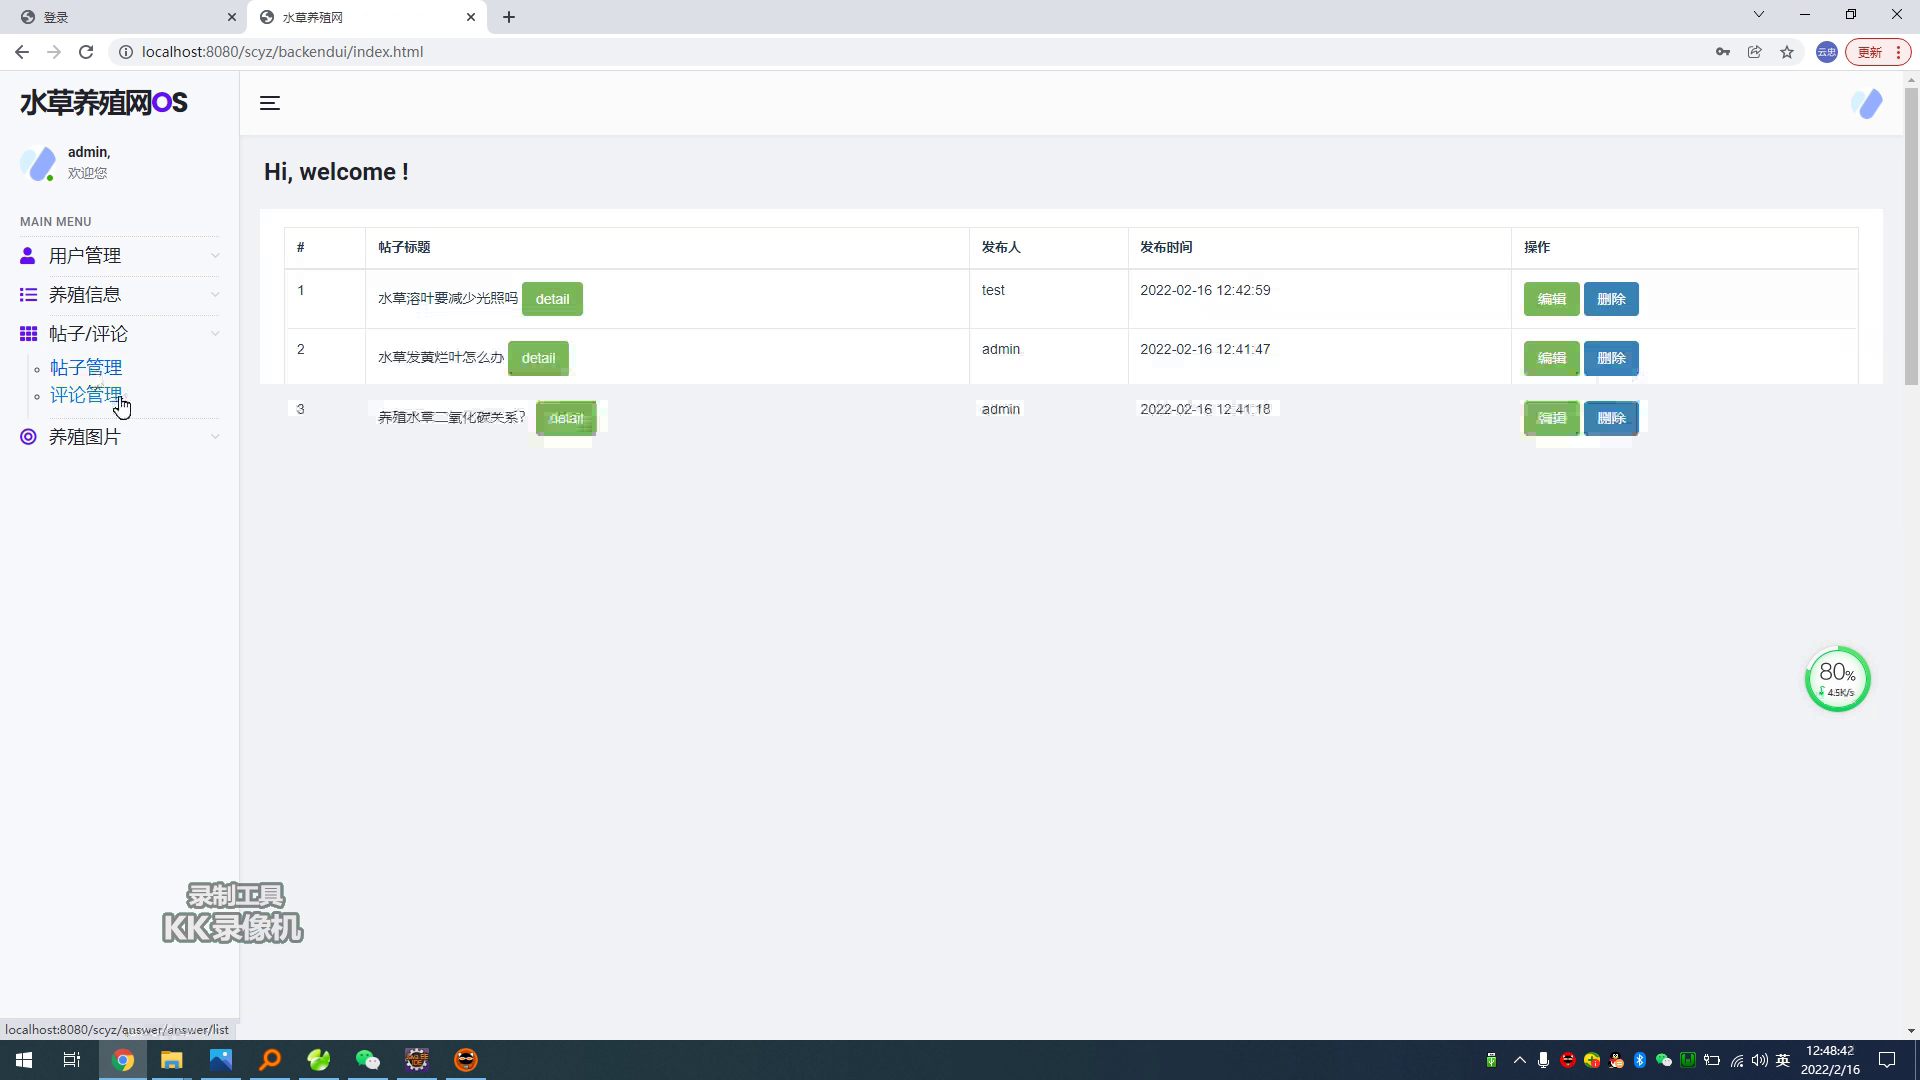 登录
水草养殖网
localhost:8080/scyz/backendui/index.html
云忠
更新
水草养殖网OS
admin,
欢迎您
MAIN MENU
用户管理
养殖信息
帖子/评论
帖子管理
评论管理
养殖图片
Hi, welcome !
# 帖子标题 发布人 发布时间 操作
1 水草溶叶要减少光照吗 detail test 2022-02-16 12:42:59 编辑 删除
2 水草发黄烂叶怎么办 detail admin 2022-02-16 12:41:47 编辑 删除
3 养殖水草二氧化碳关系? detail admin 2022-02-16 12:41:18 编辑 删除
80%
4.5K/s
录制工具
KK录像机
localhost:8080/scyz/answer/answer/list
英
12:48:42
2022/2/16